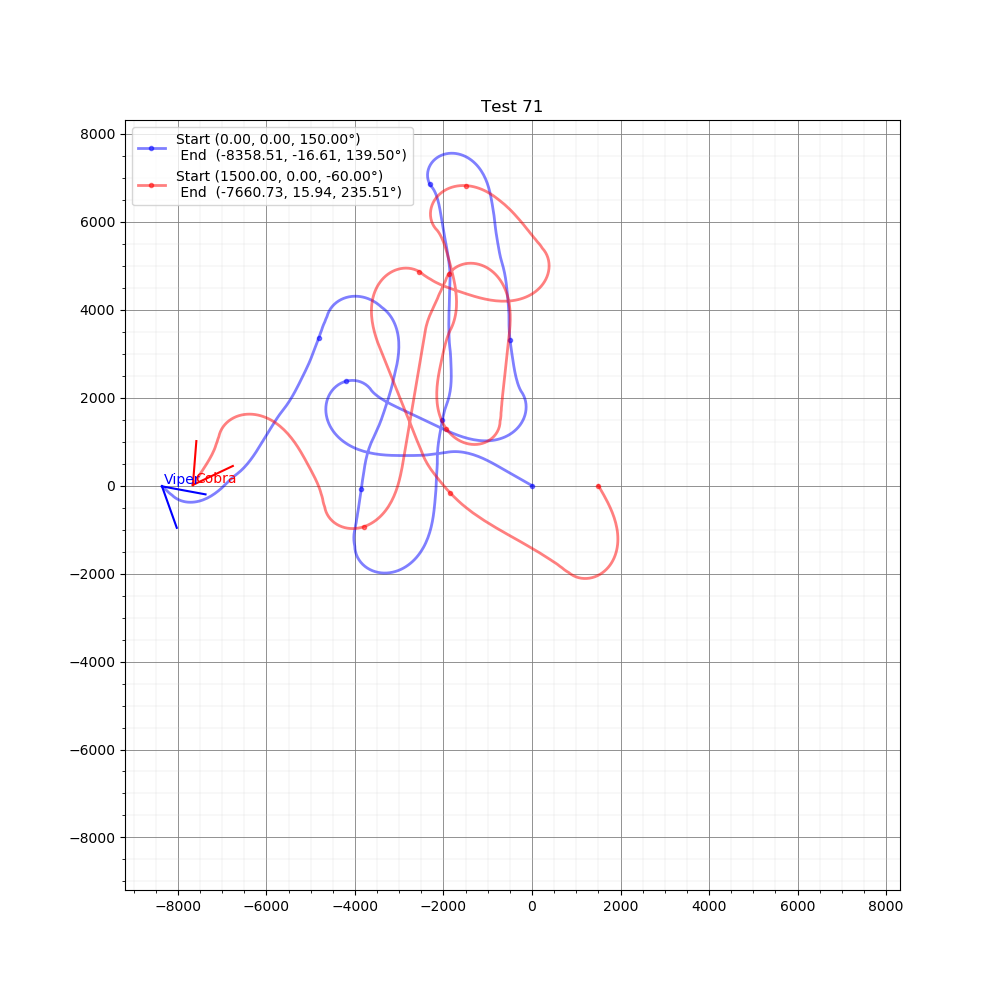 Test 71
Start (0.00, 0.00, 150.00°)
End (-8358.51, -16.61, 139.50°)
Start (1500.00, 0.00, -60.00°)
End (-7660.73, 15.94, 235.51°)
8000
6000
4000
2000
0
−2000
−4000
−6000
−8000
Viper
Cobra
−8000 −6000 −4000 −2000 0 2000 4000 6000 8000